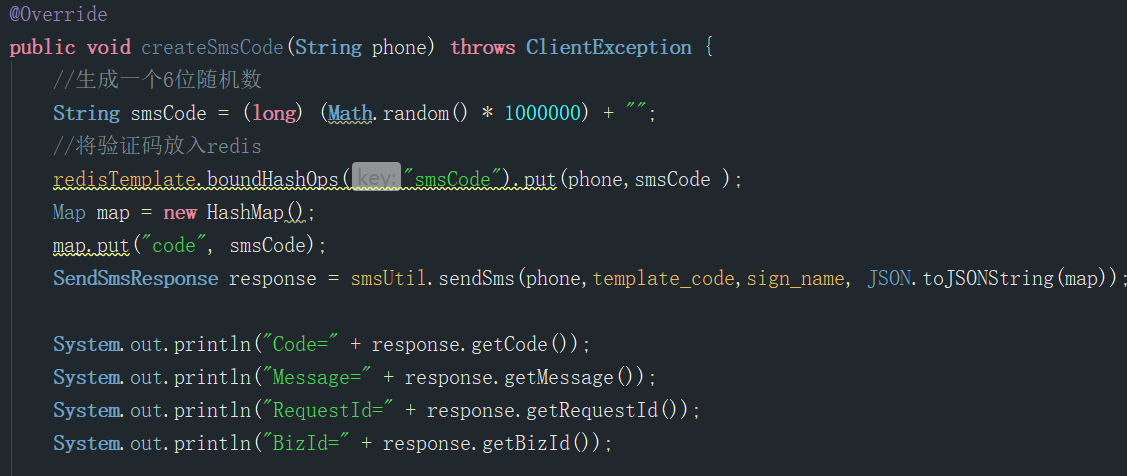 @Override
public void createSmsCode(String phone) throws ClientException {
//生成一个6位随机数
String smsCode = (long) (Math.random() * 1000000) + "";
//将验证码放入redis
redisTemplate.boundHashOps( key: "smsCode").put(phone,smsCode );
Map map = new HashMap();
map.put("code", smsCode);
SendSmsResponse response = smsUtil.sendSms(phone,template_code,sign_name, JSON.toJSONString(map));
System.out.println("Code=" + response.getCode());
System.out.println("Message=" + response.getMessage());
System.out.println("RequestId=" + response.getRequestId());
System.out.println("BizId=" + response.getBizId());